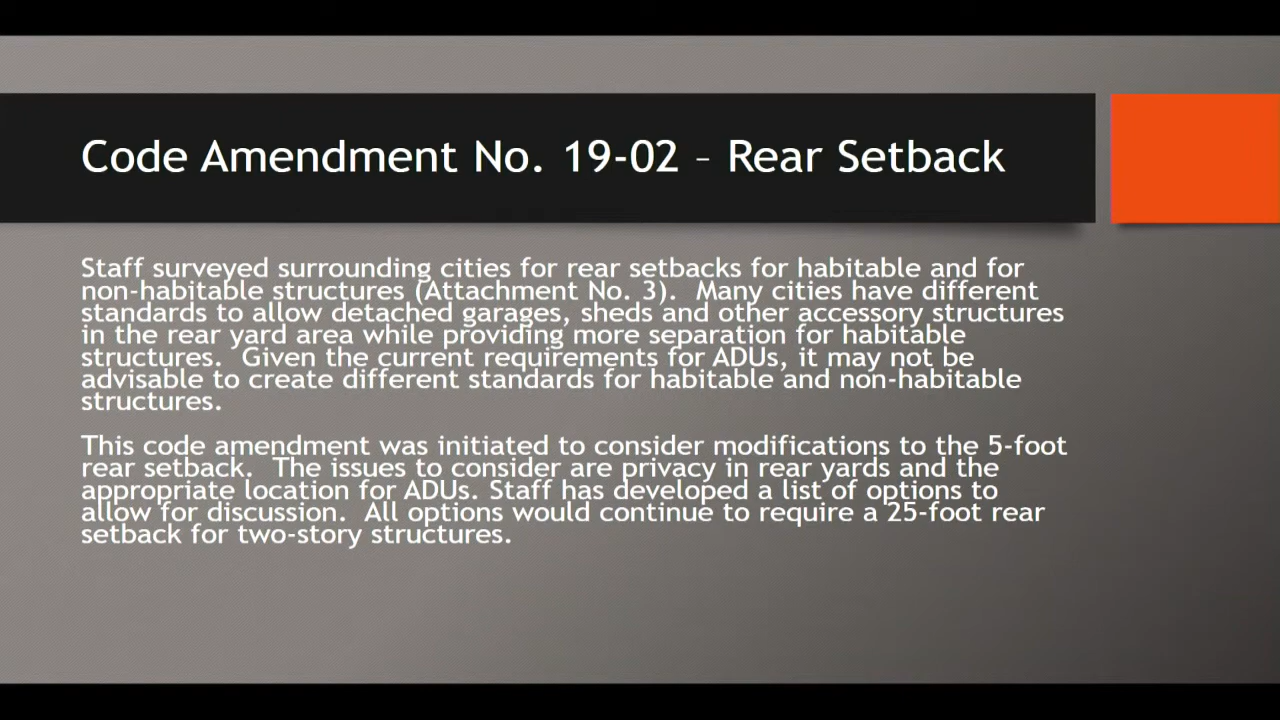 Code Amendment No. 19-02 – Rear Setback
Staff surveyed surrounding cities for rear setbacks for habitable and for
non-habitable structures (Attachment No. 3).  Many cities have different
standards to allow detached garages, sheds and other accessory structures
in the rear yard area while providing more separation for habitable
structures.  Given the current requirements for ADUs, it may not be
advisable to create different standards for habitable and non-habitable
structures.
This code amendment was initiated to consider modifications to the 5-foot
rear setback.  The issues to consider are privacy in rear yards and the
appropriate location for ADUs. Staff has developed a list of options to
allow for discussion.  All options would continue to require a 25-foot rear
setback for two-story structures.